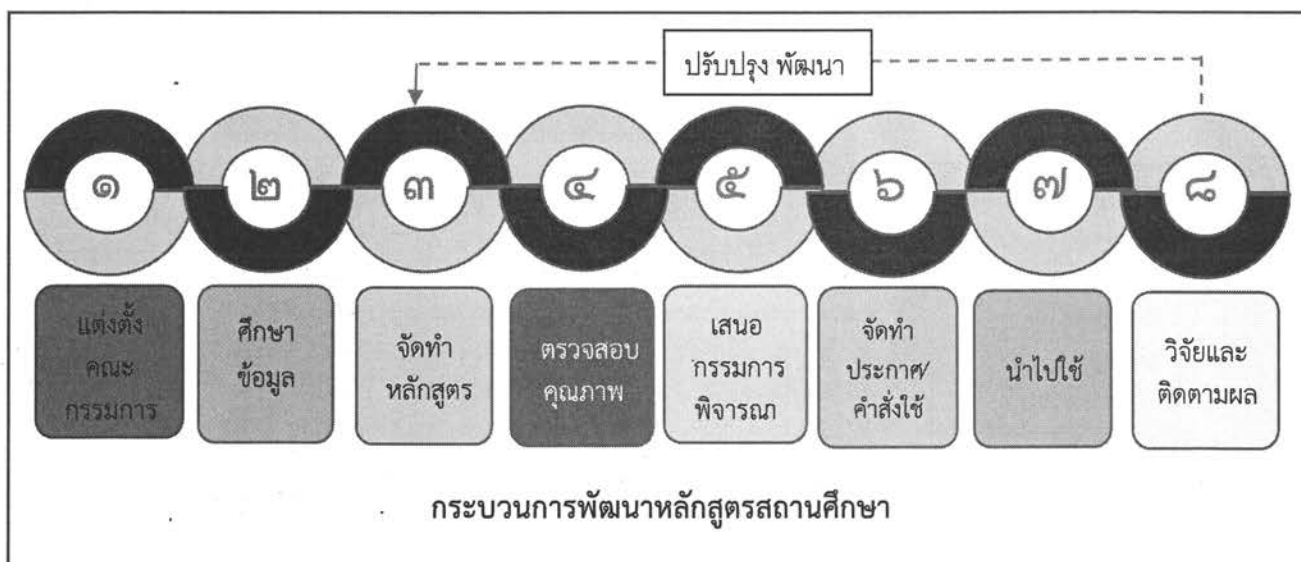 ปรับปรุง พัฒนา
๑
๒
๓
๔
๕
๖
๗
๘
แต่งตั้ง
คณะ
กรรมการ
ศึกษา
ข้อมูล
จัดทำ
หลักสูตร
ตรวจสอบ
คุณภาพ
เสนอ
กรรมการ
พิจารณา
จัดทำ
ประกาศ/
คำสั่งใช้
นำไปใช้
วิจัยและ
ติดตามผล
กระบวนการพัฒนาหลักสูตรสถานศึกษา